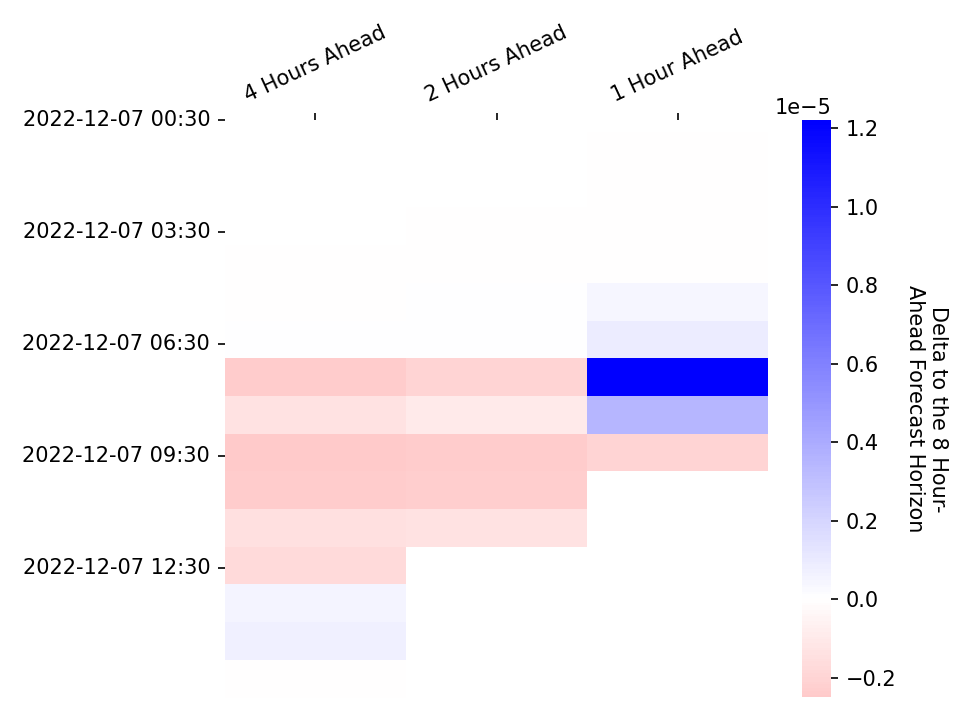 4 Hours Ahead
2 Hours Ahead
1 Hour Ahead
2022-12-07 00:30
2022-12-07 03:30
2022-12-07 06:30
2022-12-07 09:30
2022-12-07 12:30
1e−5
1.2
1.0
0.8
0.6
0.4
0.2
0.0
−0.2
Delta to the 8 Hour-
Ahead Forecast Horizon